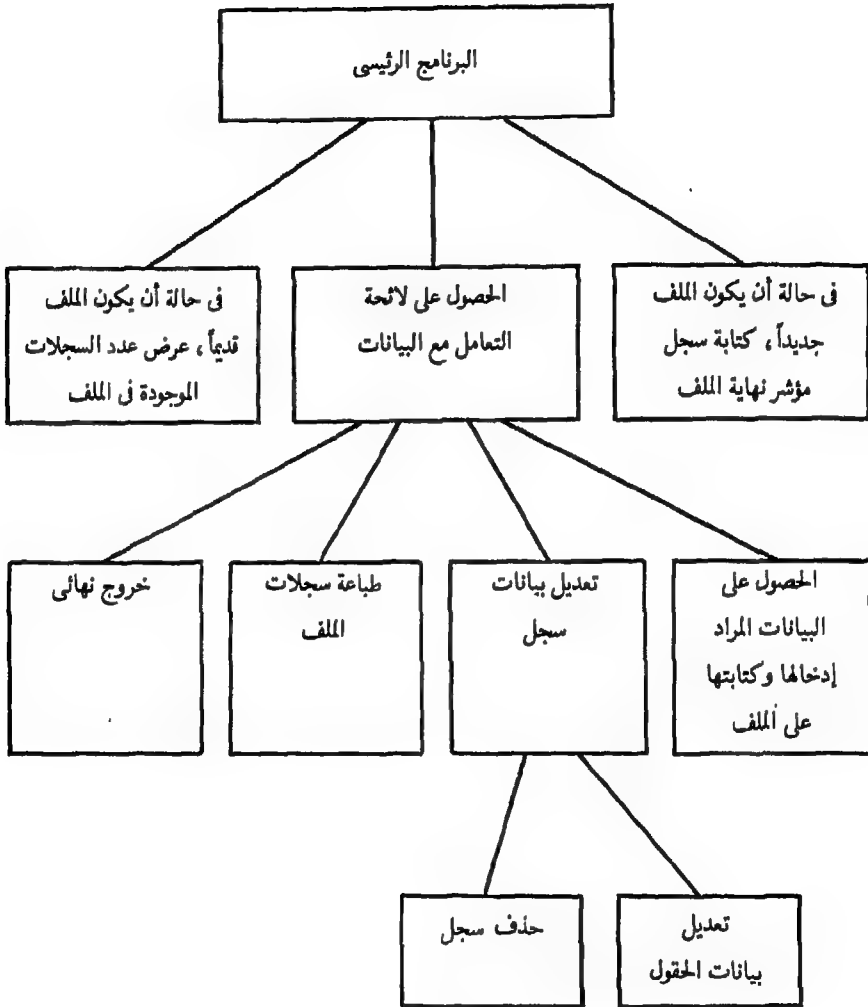 البرنامج الرئيسى
فى حالة أن يكون الملف
جديداً ، كتابة سجل
مؤشر نهاية الملف
الحصول على لائحة
التعامل مع البيانات
فى حالة أن يكون الملف
قديماً ، عرض عدد السجلات
الموجودة فى الملف
الحصول على
البيانات المراد
إدخالها وكتابتها
على الملف
تعديل بيانات
سجل
طباعة سجلات
الملف
خروج نهائى
تعديل
بيانات الحقول
حذف سجل